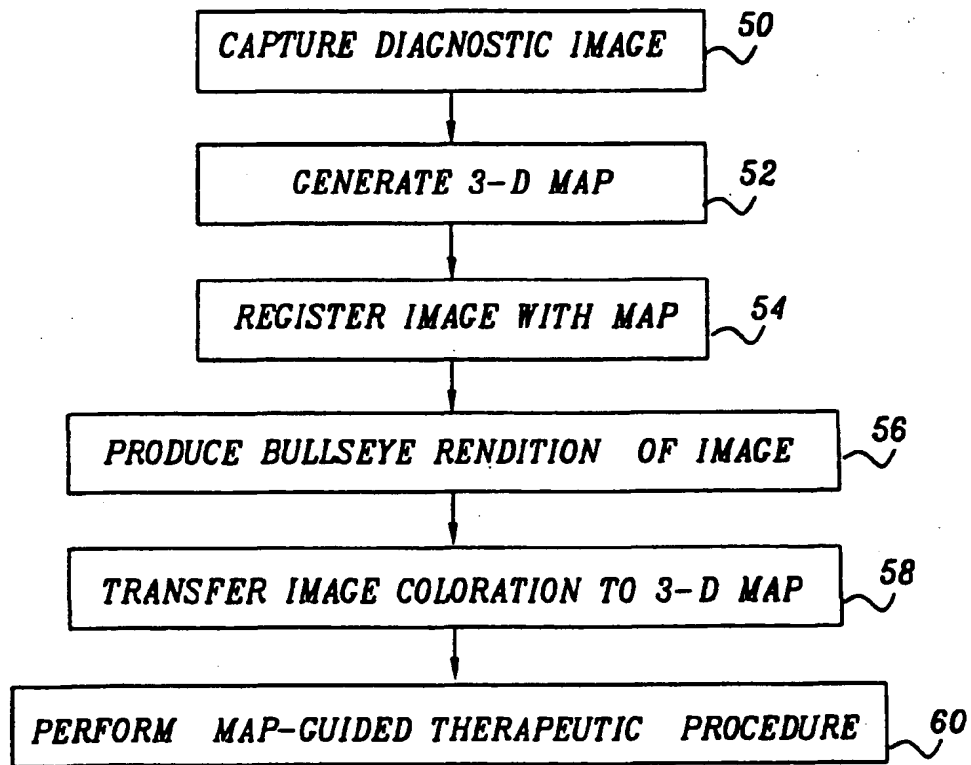 CAPTURE DIAGNOSTIC IMAGE
50
GENERATE 3-D MAP
52
REGISTER IMAGE WITH MAP
54
PRODUCE BULLSEYE RENDITION OF IMAGE
56
TRANSFER IMAGE COLORATION TO 3-D MAP
58
PERFORM MAP-GUIDED THERAPEUTIC PROCEDURE
60